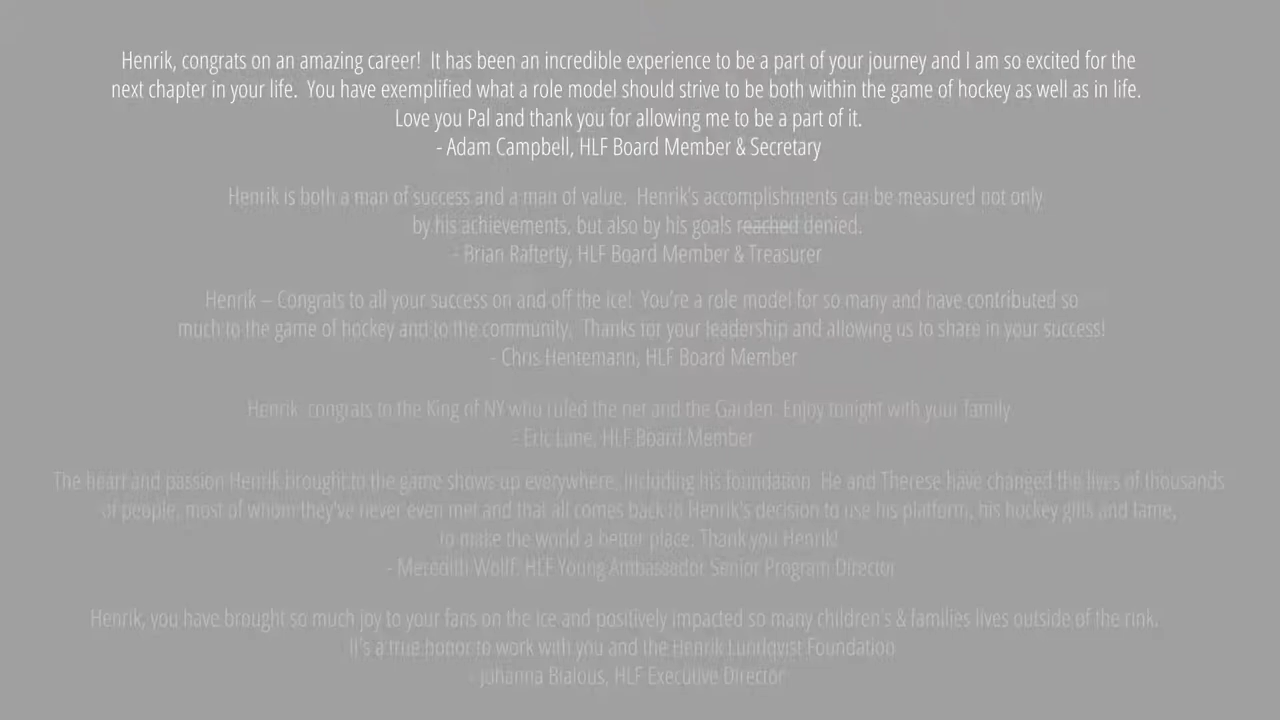 Henrik, congrats on an amazing career! It has been an incredible experience to be a part of your journey and I am so excited for the
next chapter in your life. You have exemplified what a role model should strive to be both within the game of hockey as well as in life.
Love you Pal and thank you for allowing me to be a part of it.
- Adam Campbell, HLF Board Member & Secretary
Henrik is both a man of success and a man of value. Henrik's accomplishments can be measured not only
by his achievements, but also by his goals reached denied.
- Brian Rafferty, HLF Board Member & Treasurer
Henrik – Congrats to all your success on and off the ice! You're a role model for so many and have contributed so
much to the game of hockey and to the community. Thanks for your leadership and allowing us to share in your success!
- Chris Hentemann, HLF Board Member
Henrik congrats to the King of NY who ruled the net and the Garden. Enjoy tonight with your family
- Eric Lane, HLF Board Member
The heart and passion Henrik brought to the game shows up everywhere, including his foundation. He and Therese have changed the lives of thousands
of people, most of whom they've never even met and that all comes back to Henrik's decision to use his platform, his hockey gifts and fame,
to make the world a better place. Thank you Henrik!
- Meredith Wolff, HLF Young Ambassador Senior Program Director
Henrik, you have brought so much joy to your fans on the ice and positively impacted so many children's & families lives outside of the rink.
It's a true honor to work with you and the Henrik Lundqvist Foundation
- Johanna Bialous, HLF Executive Director